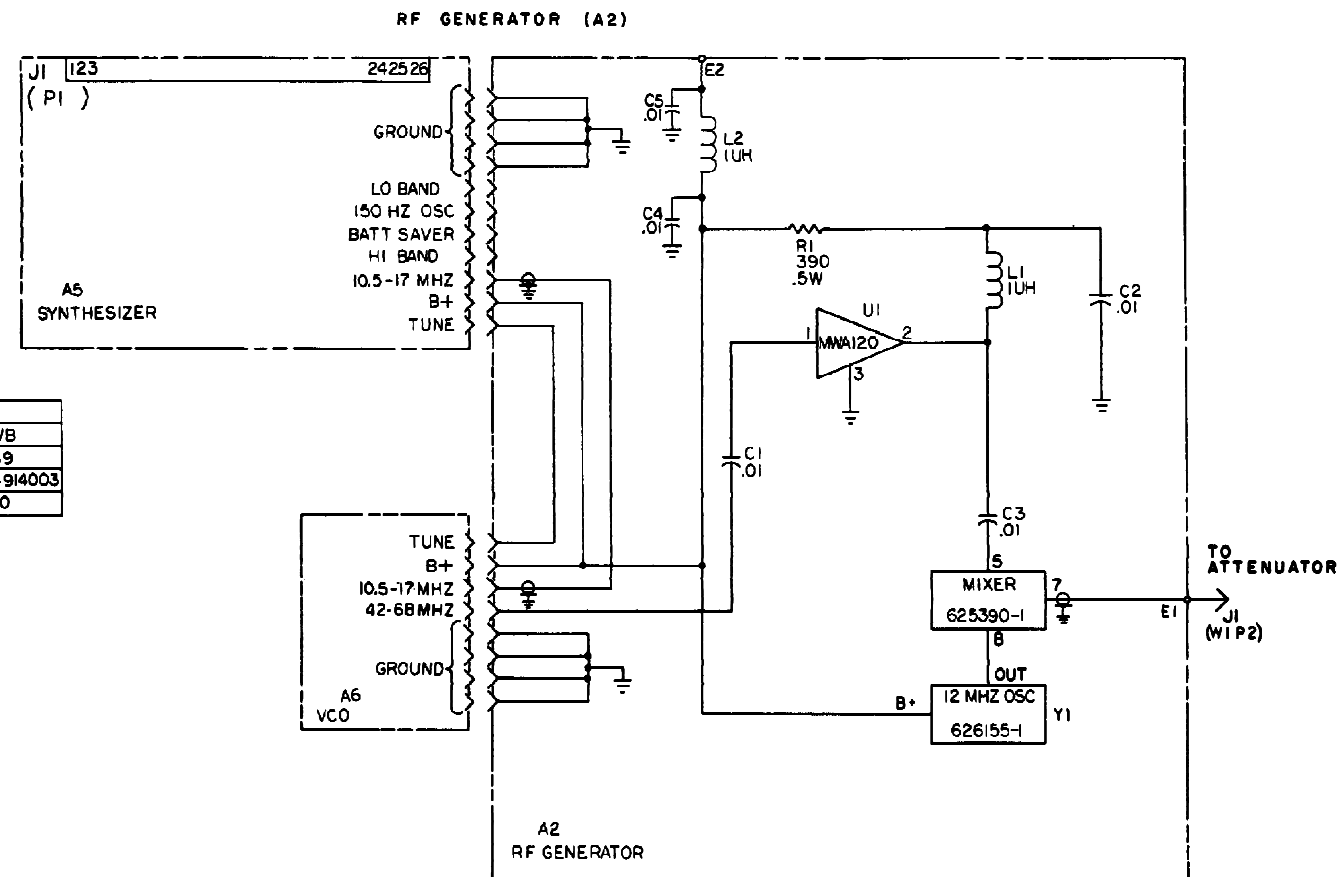 RF GENERATOR (A2)
J1
(P1)
123
242526
GROUND
LO BAND
150 HZ OSC
BATT SAVER
HI BAND
10.5-17 MHZ
B+
TUNE
A5
SYNTHESIZER
E2
C5
.01
L2
1UH
C4
.01
R1
390
.5W
L1
1UH
C2
.01
U1
1
MWA120
2
3
C1
.01
C3
.01
/B
9
914003
0
TUNE
B+
10.5-17MHZ
42-68MHZ
GROUND
A6
VCO
5
MIXER
7
625390-1
8
TO
ATTENUATOR
E1
J1
(W1P2)
OUT
B+
12 MHZ OSC
Y1
626155-1
A2
RF GENERATOR